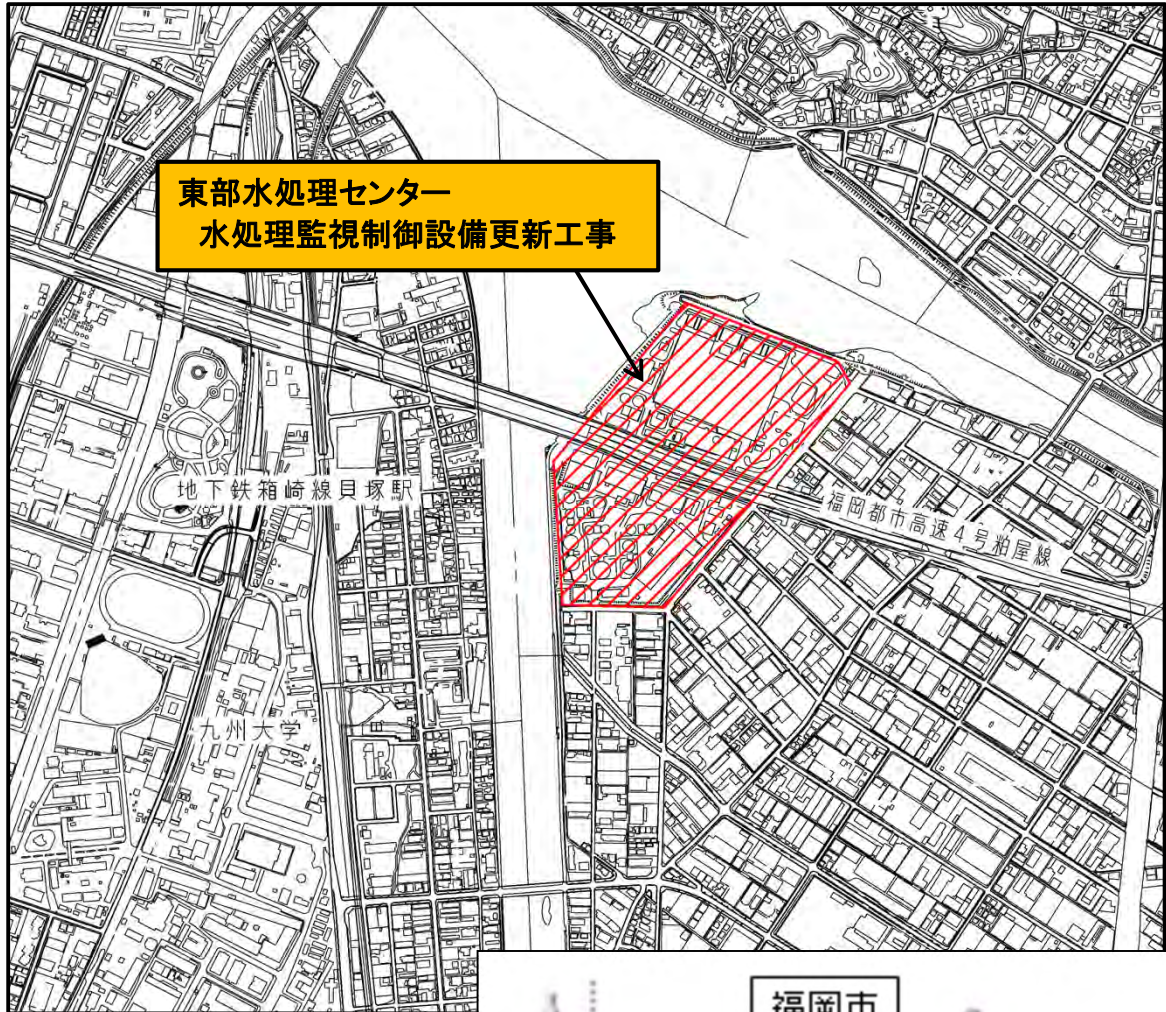 東部水処理センター
水処理監視制御設備更新工事
地下鉄箱崎線貝塚駅
福岡都市高速4号粕屋線
九州大学
福岡市